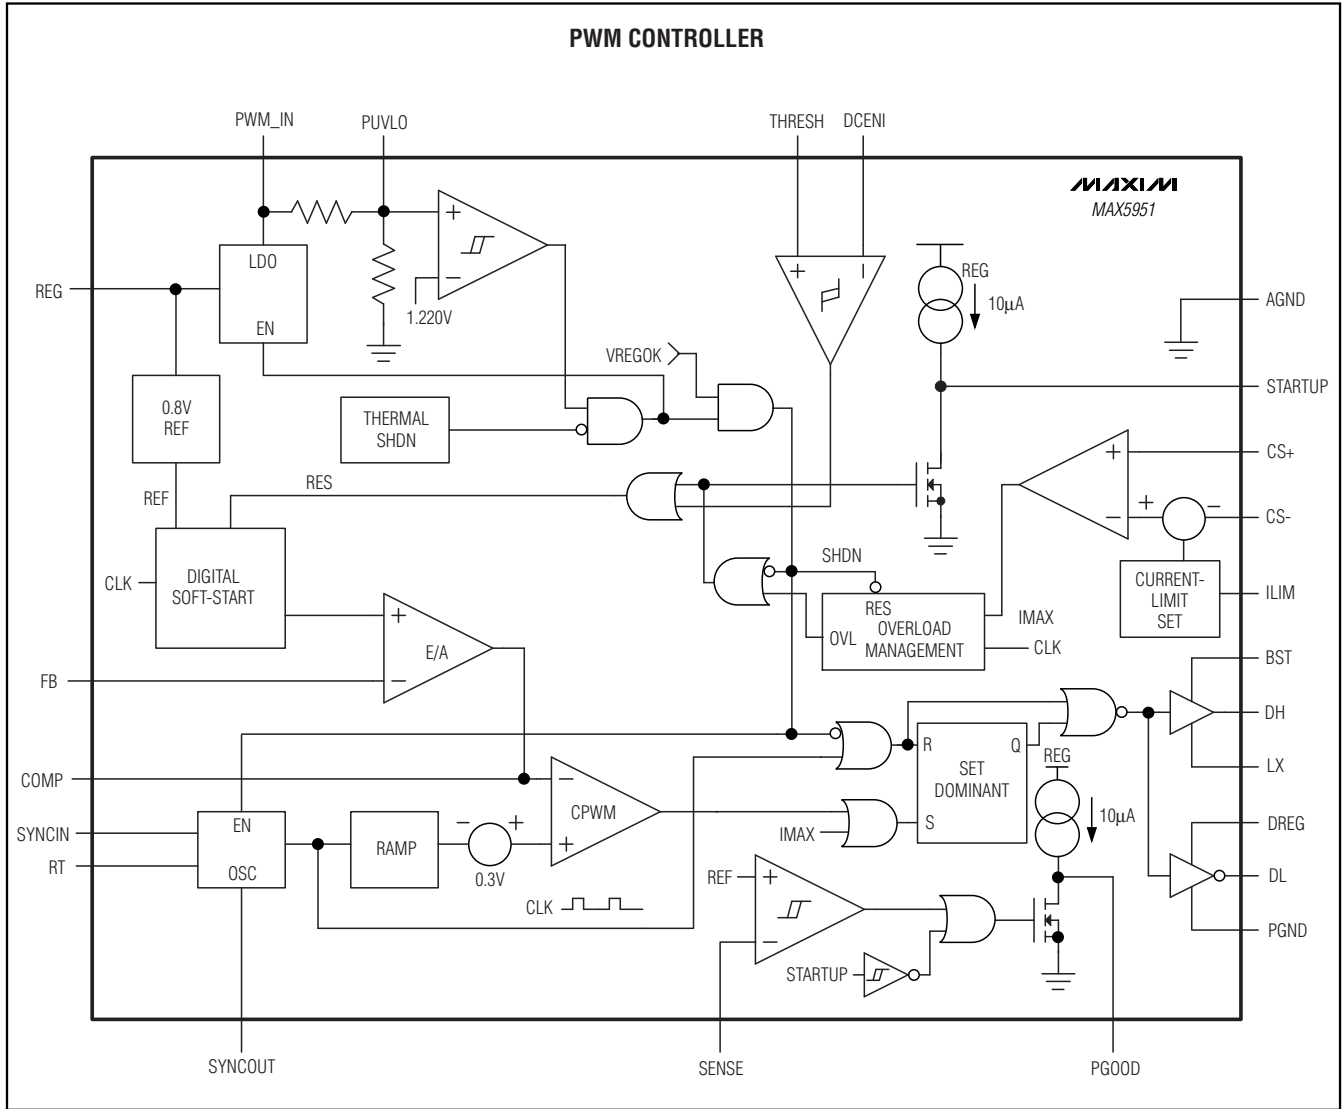 PWM CONTROLLER
PWM_IN
PUVLO
THRESH
DCENI
MAXIM
MAX5951
LDO
EN
REG
+
−
1.220V
+
−
REG
10µA
AGND
VREGOK
STARTUP
0.8V
REF
THERMAL
SHDN
CS+
+
−
+
−
CS-
RES
REF
SHDN
CLK
DIGITAL
SOFT-START
CURRENT-
LIMIT
SET
ILIM
RES
OVERLOAD
MANAGEMENT
OVL
IMAX
CLK
+
−
E/A
FB
BST
DH
LX
R
Q
SET
DOMINANT
S
REG
10µA
COMP
−
+
CPWM
SYNCIN
RT
EN
OSC
RAMP
−
+
0.3V
IMAX
DREG
DL
PGND
REF
+
−
CLK
STARTUP
SYNCOUT
SENSE
PGOOD